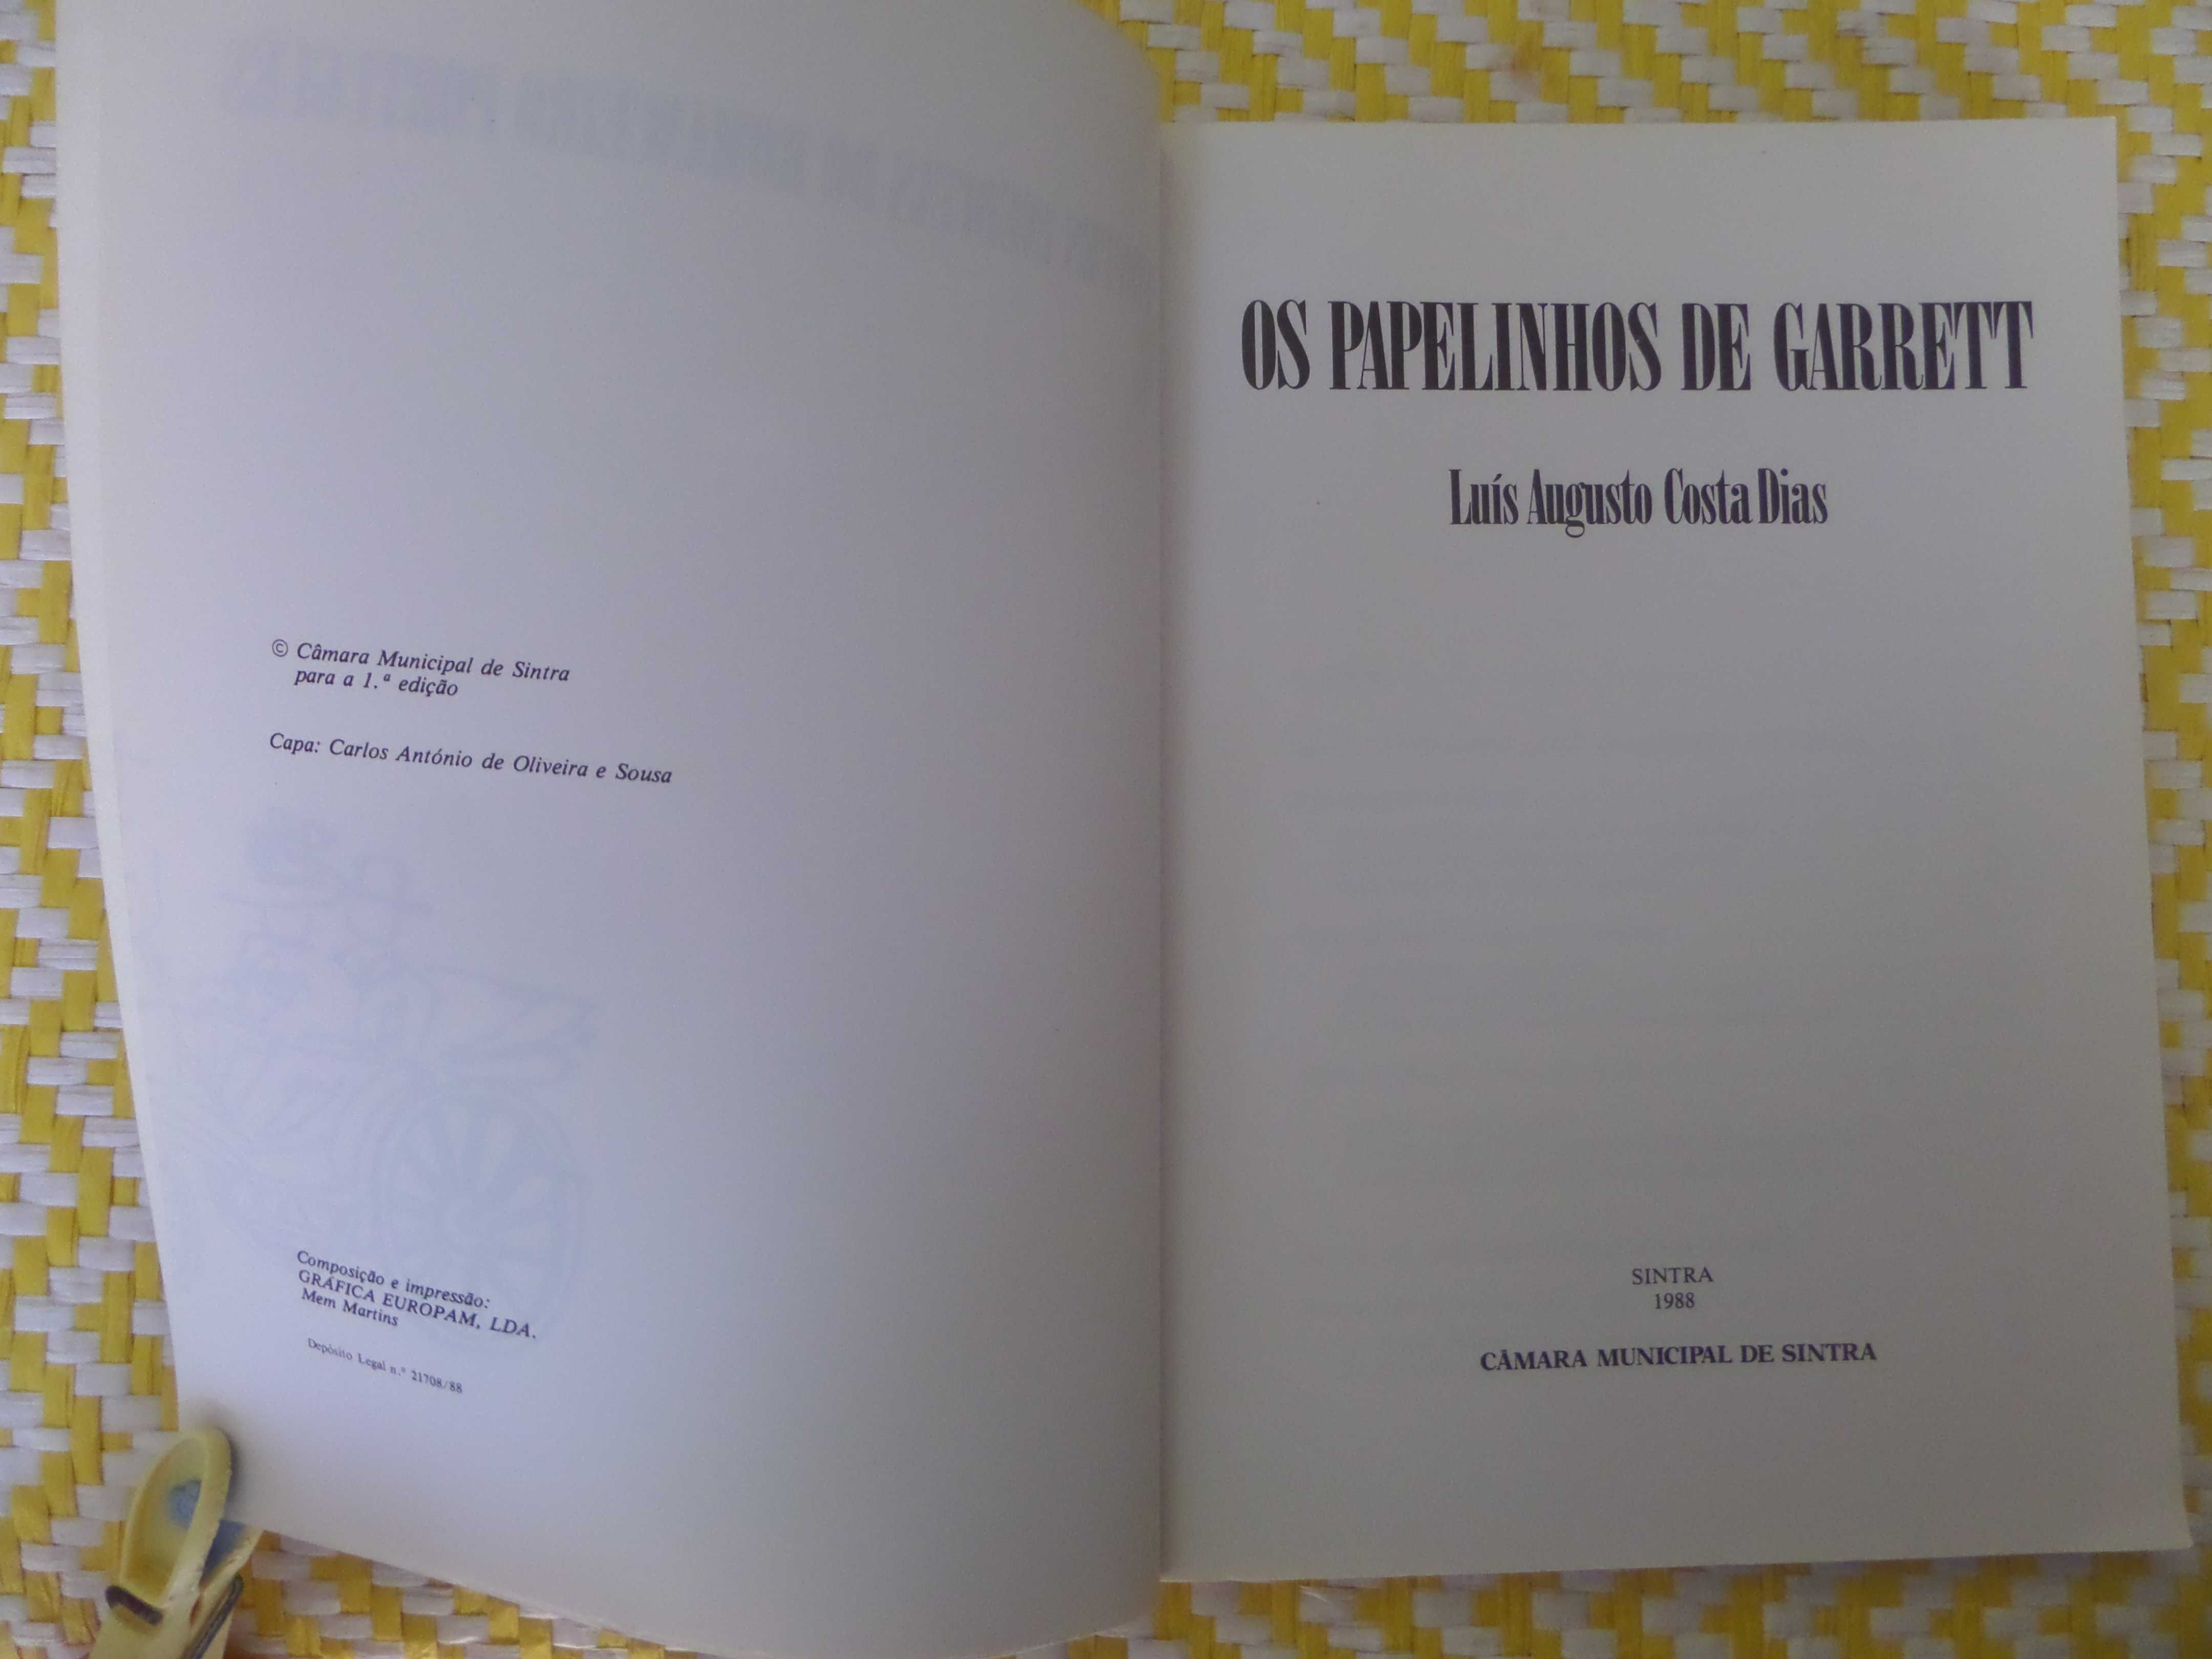 © Câmara Municipal de Sintra
para a 1.ª edição
Capa: Carlos António de Oliveira e Sousa
Composição e impressão:
GRÁFICA EUROPAM, LDA.
Mem Martins
Depósito Legal n.º 21708/88
OS PAPELINHOS DE GARRETT
Luís Augusto Costa Dias
SINTRA
1988
CÂMARA MUNICIPAL DE SINTRA